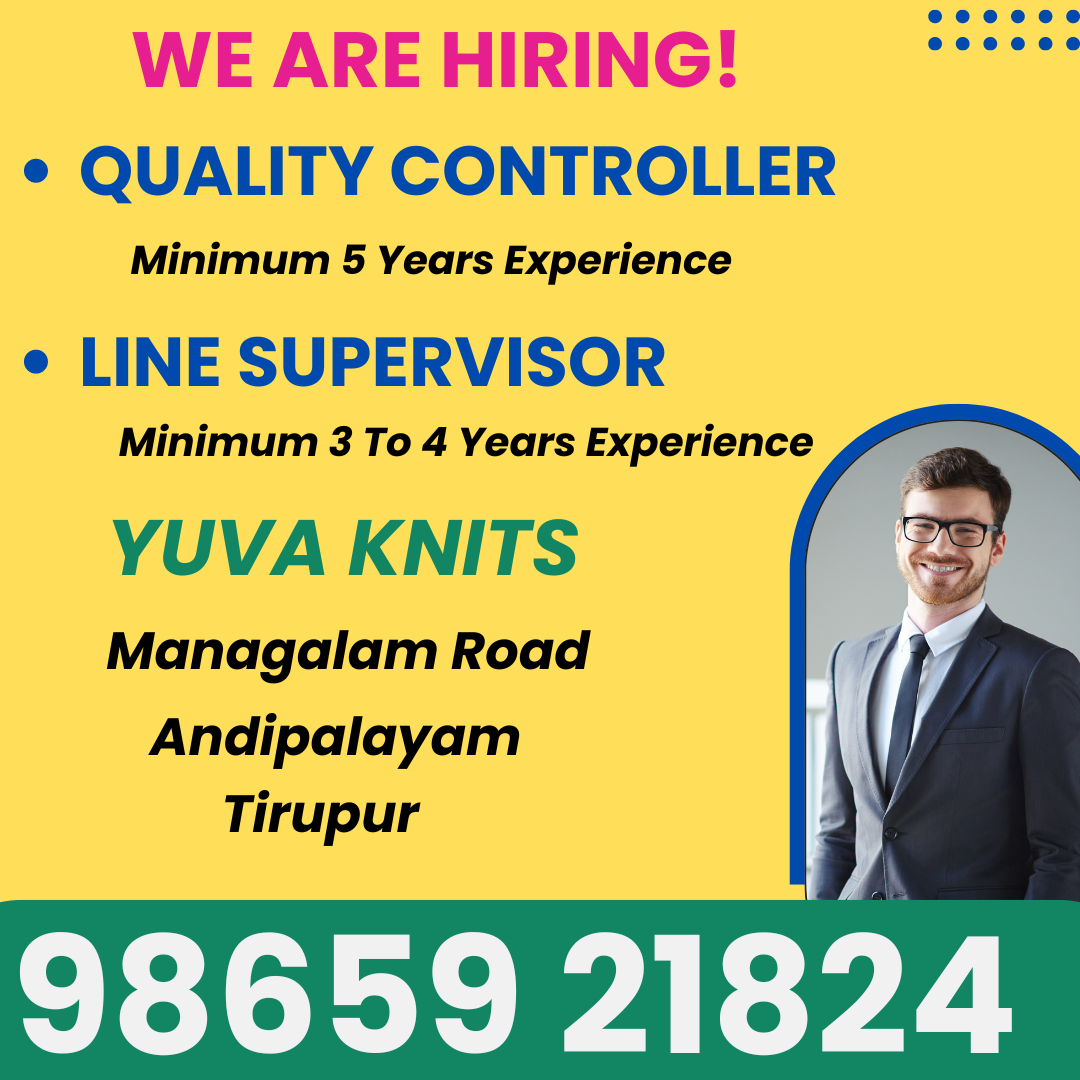 WE ARE HIRING!
• QUALITY CONTROLLER
Minimum 5 Years Experience
• LINE SUPERVISOR
Minimum 3 To 4 Years Experience
YUVA KNITS
Managalam Road
Andipalayam
Tirupur
98659 21824